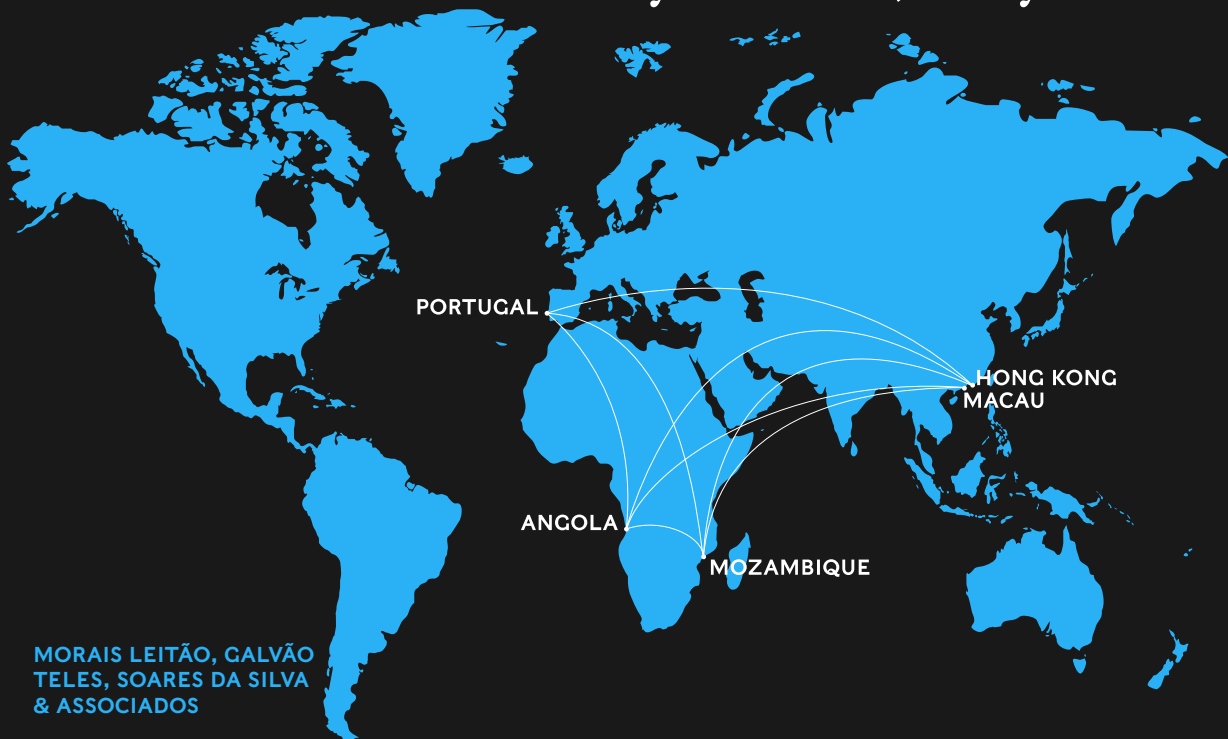 PORTUGAL
HONG KONG
MACAU
ANGOLA
MOZAMBIQUE
MORAIS LEITÃO, GALVÃO
TELES, SOARES DA SILVA
& ASSOCIADOS